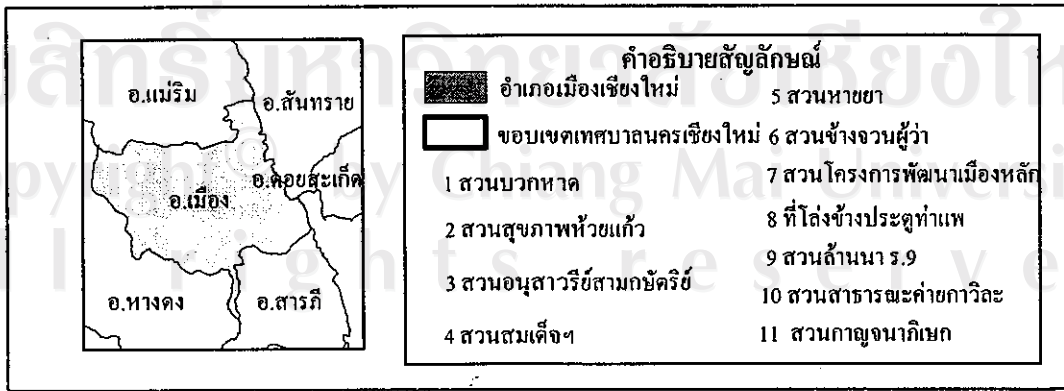 อ.แม่ริม
อ.สันทราย
อ.ดอยสะเก็ด
อ.เมือง
อ.หางดง
อ.สารภี
คำอธิบายสัญลักษณ์
อำเภอเมืองเชียงใหม่
ขอบเขตเทศบาลนครเชียงใหม่
1 สวนบวกหาด
2 สวนสุขภาพห้วยแก้ว
3 สวนอนุสาวรีย์สามกษัตริย์
4 สวนสมเด็จฯ
5 สวนหายยา
6 สวนข้างจวนผู้ว่า
7 สวนโครงการพัฒนาเมืองหลัก
8 ที่โล่งข้างประตูท่าแพ
9 สวนล้านนา ร.9
10 สวนสาธารณะค่ายกาวิละ
11 สวนกาญจนาภิเษก